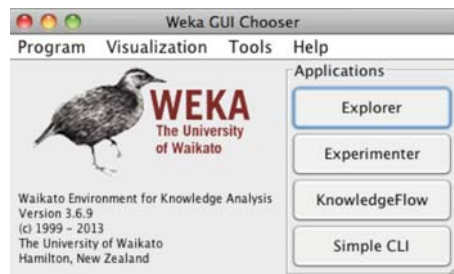 Weka GUI Chooser
Program Visualization Tools Help
Applications
WEKA
The University
of Waikato
Explorer
Experimenter
KnowledgeFlow
Simple CLI
Waikato Environment for Knowledge Analysis
Version 3.6.9
(c) 1999 - 2013
The University of Waikato
Hamilton, New Zealand